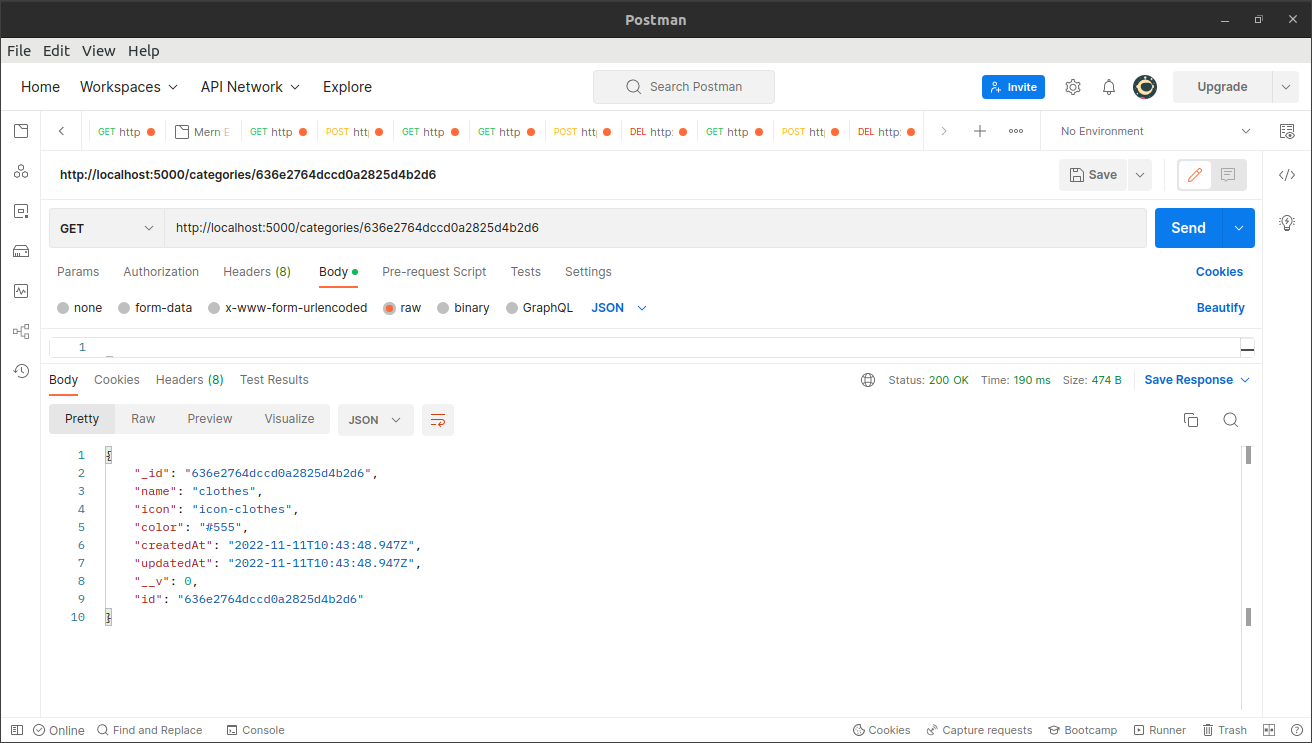 Postman
File Edit View Help
Home Workspaces API Network Explore Search Postman Invite Upgrade
GET http Mern E GET http POST http GET http GET http POST http DEL http: GET http POST http DEL http: No Environment
http://localhost:5000/categories/636e2764dccd0a2825d4b2d6 Save
GET http://localhost:5000/categories/636e2764dccd0a2825d4b2d6 Send
Params Authorization Headers (8) Body Pre-request Script Tests Settings Cookies
none form-data x-www-form-urlencoded raw binary GraphQL JSON Beautify
1
Body Cookies Headers (8) Test Results Status: 200 OK Time: 190 ms Size: 474 B Save Response
Pretty Raw Preview Visualize JSON
1 {
2 "_id": "636e2764dccd0a2825d4b2d6",
3 "name": "clothes",
4 "icon": "icon-clothes",
5 "color": "#555",
6 "createdAt": "2022-11-11T10:43:48.947Z",
7 "updatedAt": "2022-11-11T10:43:48.947Z",
8 "__v": 0,
9 "id": "636e2764dccd0a2825d4b2d6"
10 }
Online Find and Replace Console Cookies Capture requests Bootcamp Runner Trash